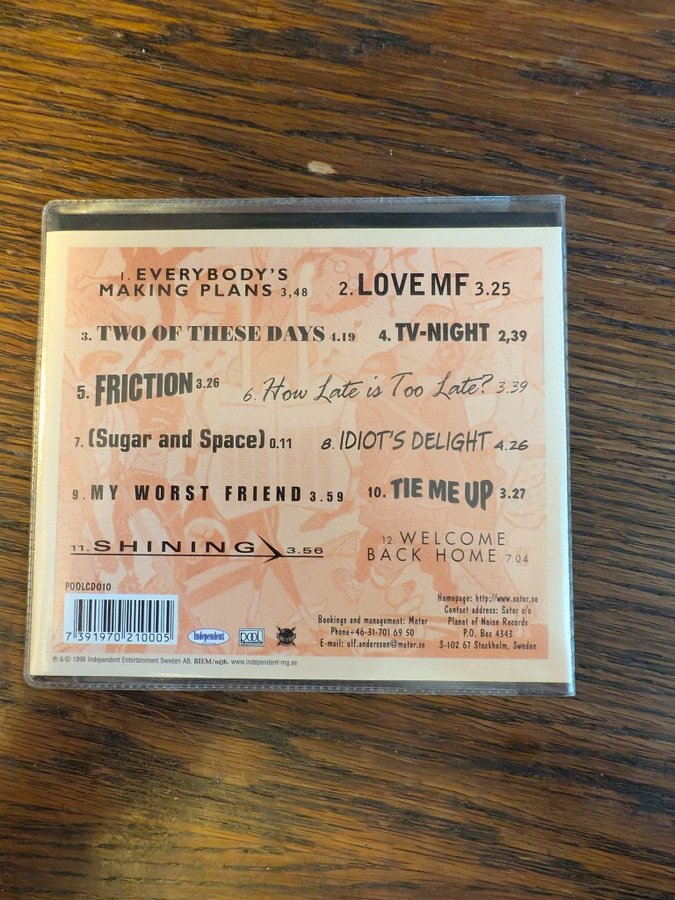 1. EVERYBODY'S
MAKING PLANS 3,48
2. LOVE MF 3.25
3. TWO OF THESE DAYS 4.19
4. TV-NIGHT 2,39
5. FRICTION 3.26
6. How Late is Too Late? 3.39
7. (Sugar and Space) 0.11
8. IDIOT'S DELIGHT 4.26
9. MY WORST FRIEND 3.59
10. TIE ME UP 3.27
11. SHINING 3.56
12. WELCOME
BACK HOME 7.04
POOLCD010
7 391970 210005
Independent
pool
Bookings and management: Motor
Phone+46-31-701 69 50
E-mail: ulf.andersson@motor.se
Homepage: http://www.sator.se
Contact address: Sator c/o
Planet of Noise Records
P.O. Box 4343
S-102 67 Stockholm, Sweden
℗ & © 1998 Independent Entertainment Sweden AB. BIEM/ncb. www.independent-mg.se